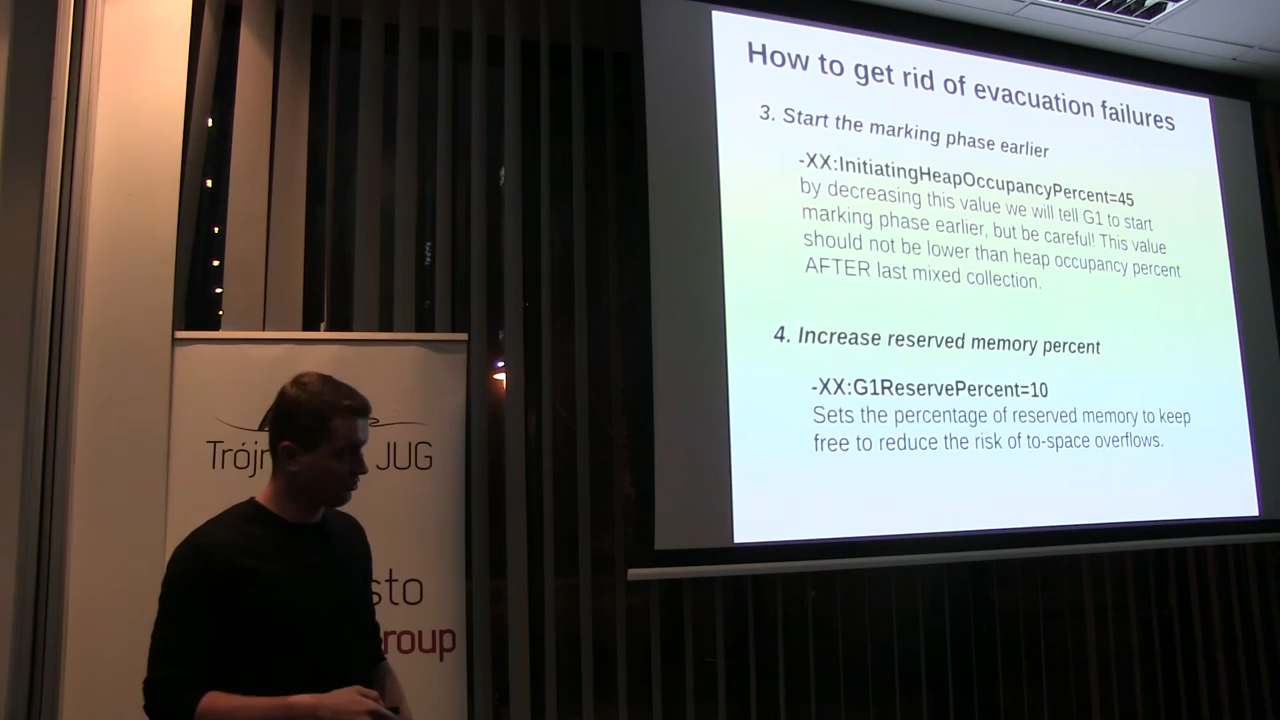 How to get rid of evacuation failures
3. Start the marking phase earlier
-XX:InitiatingHeapOccupancyPercent=45
by decreasing this value we will tell G1 to start
marking phase earlier, but be careful! This value
should not be lower than heap occupancy percent
AFTER last mixed collection.
4. Increase reserved memory percent
-XX:G1ReservePercent=10
Sets the percentage of reserved memory to keep
free to reduce the risk of to-space overflows.
JUG